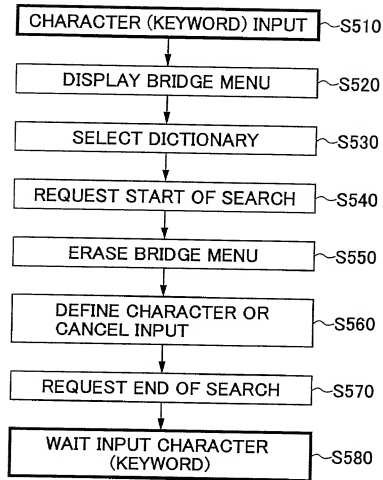 CHARACTER (KEYWORD) INPUT S510
DISPLAY BRIDGE MENU S520
SELECT DICTIONARY S530
REQUEST START OF SEARCH S540
ERASE BRIDGE MENU S550
DEFINE CHARACTER OR
CANCEL INPUT S560
REQUEST END OF SEARCH S570
WAIT INPUT CHARACTER
(KEYWORD) S580